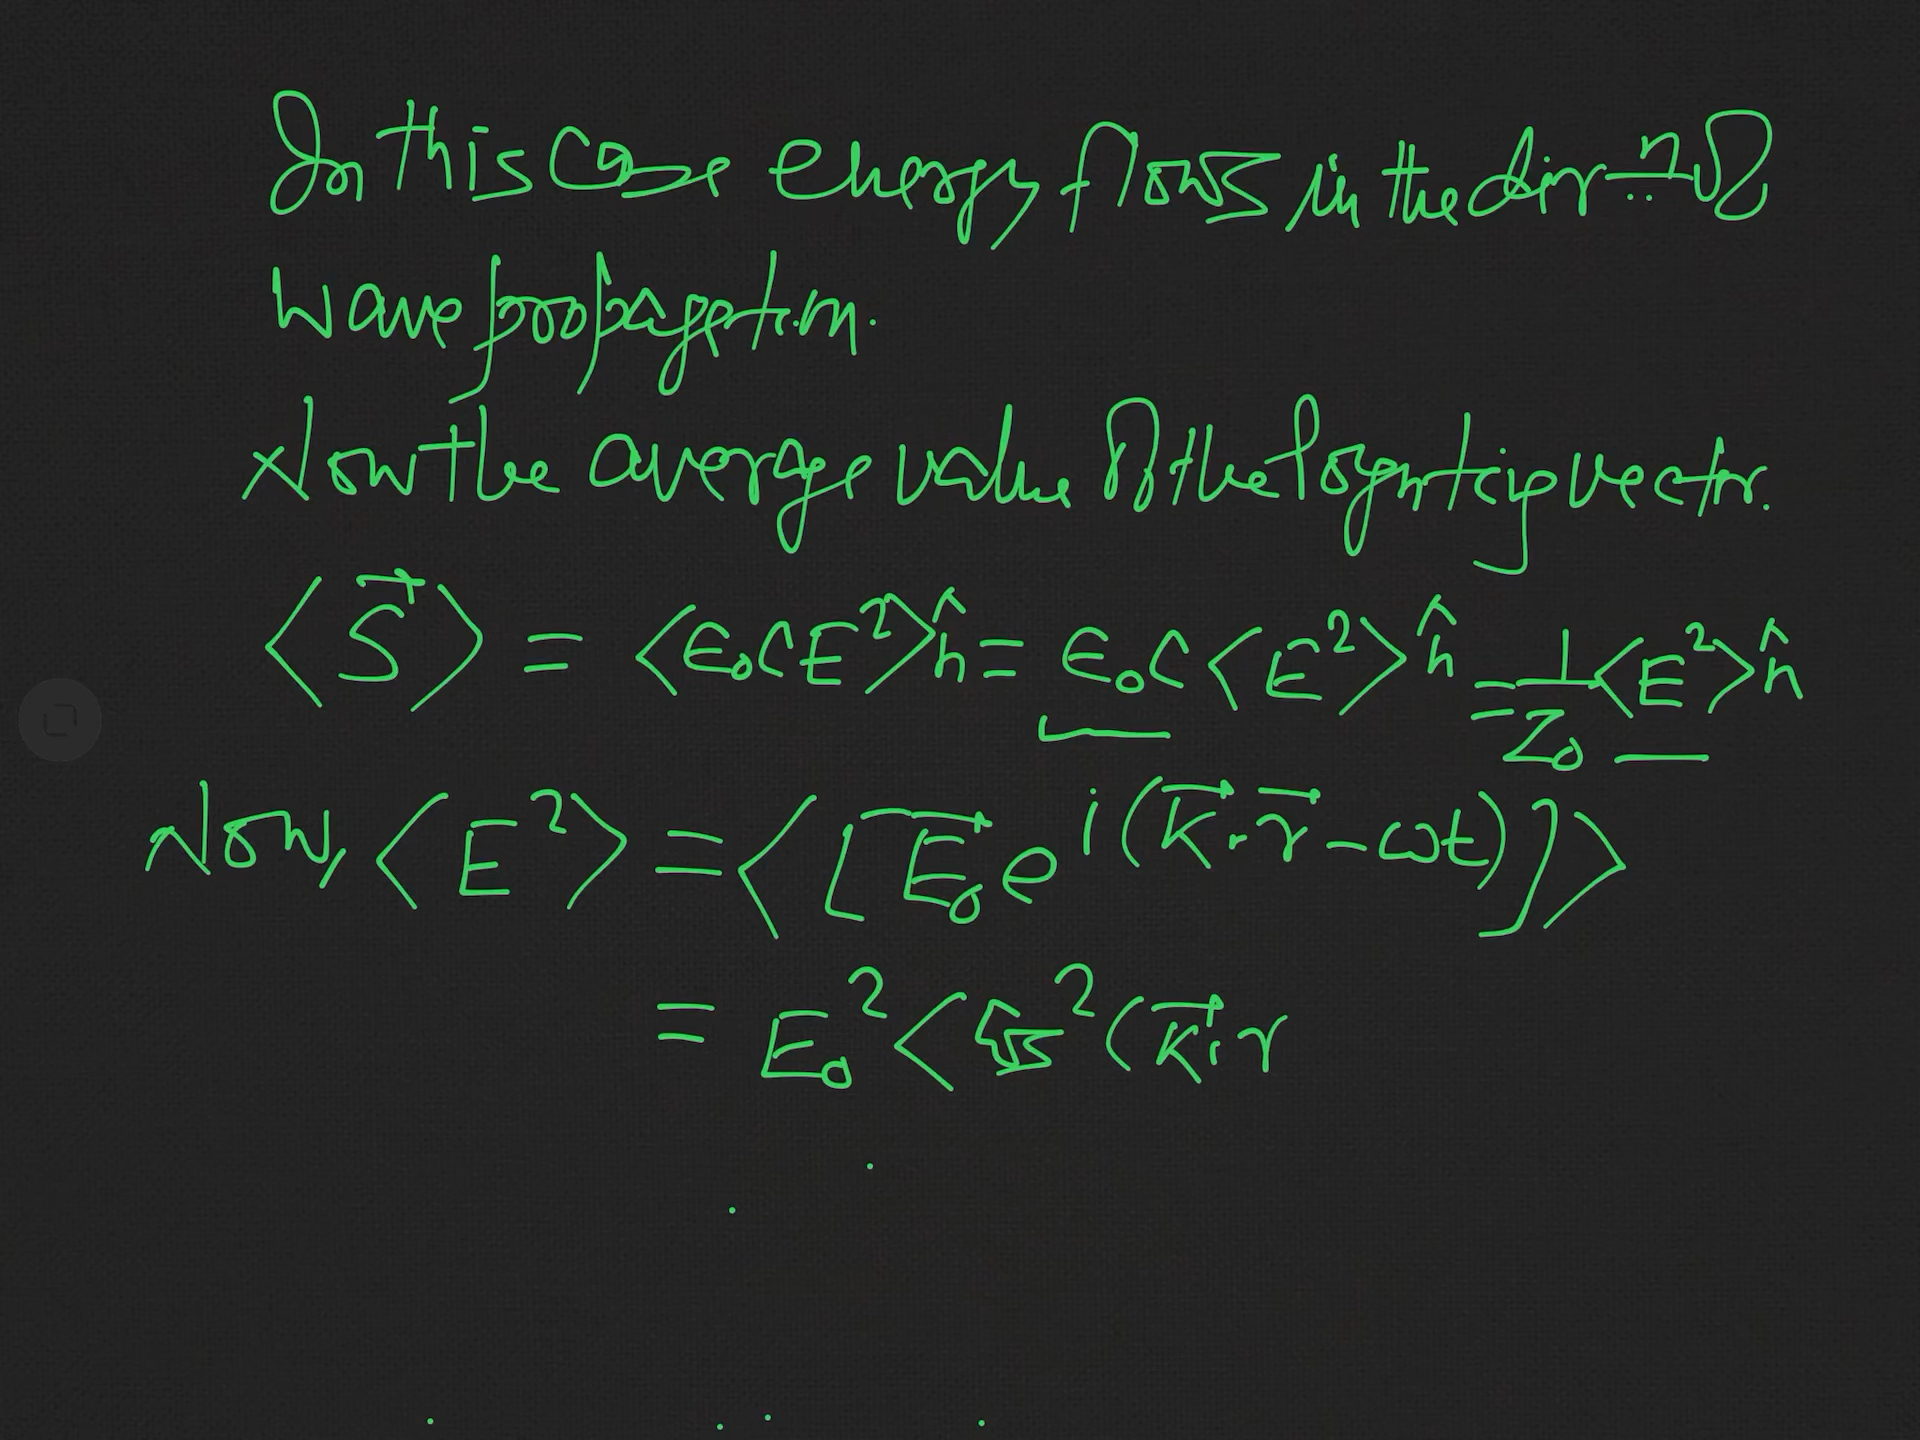 In this case energy flows in the dir—n of
wave propagation.
Now the average value of the Poynting vector.
⟨S⃗⟩ = ⟨ε₀CE²⟩n̂ = ε₀C⟨E²⟩n̂ = 1/Z₀ ⟨E²⟩n̂
Now, ⟨E²⟩ = ⟨[E⃗₀e^i(K⃗.r⃗-ωt)]⟩
= E₀²⟨Cos²(K⃗.r